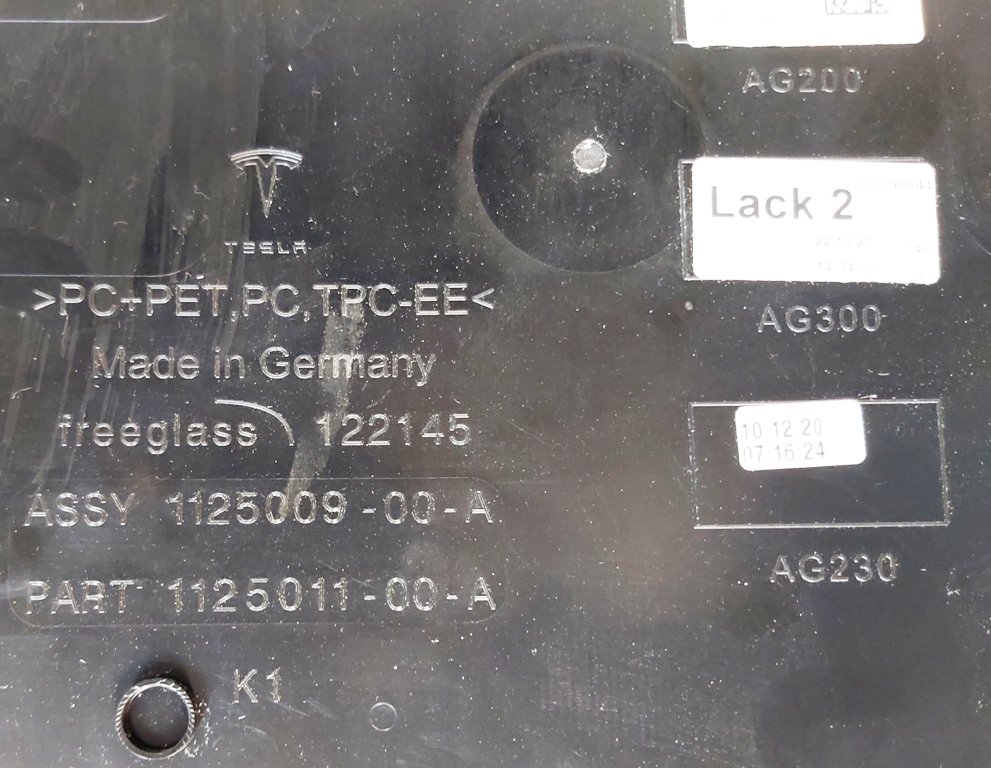 TESLA
>PC+PET,PC,TPC-EE<
Made in Germany
freeglass 122145
ASSY 1125009-00-A
PART 1125011-00-A
K1
AG200
Lack 2
AG300
10.12.20
07:16:24
AG230